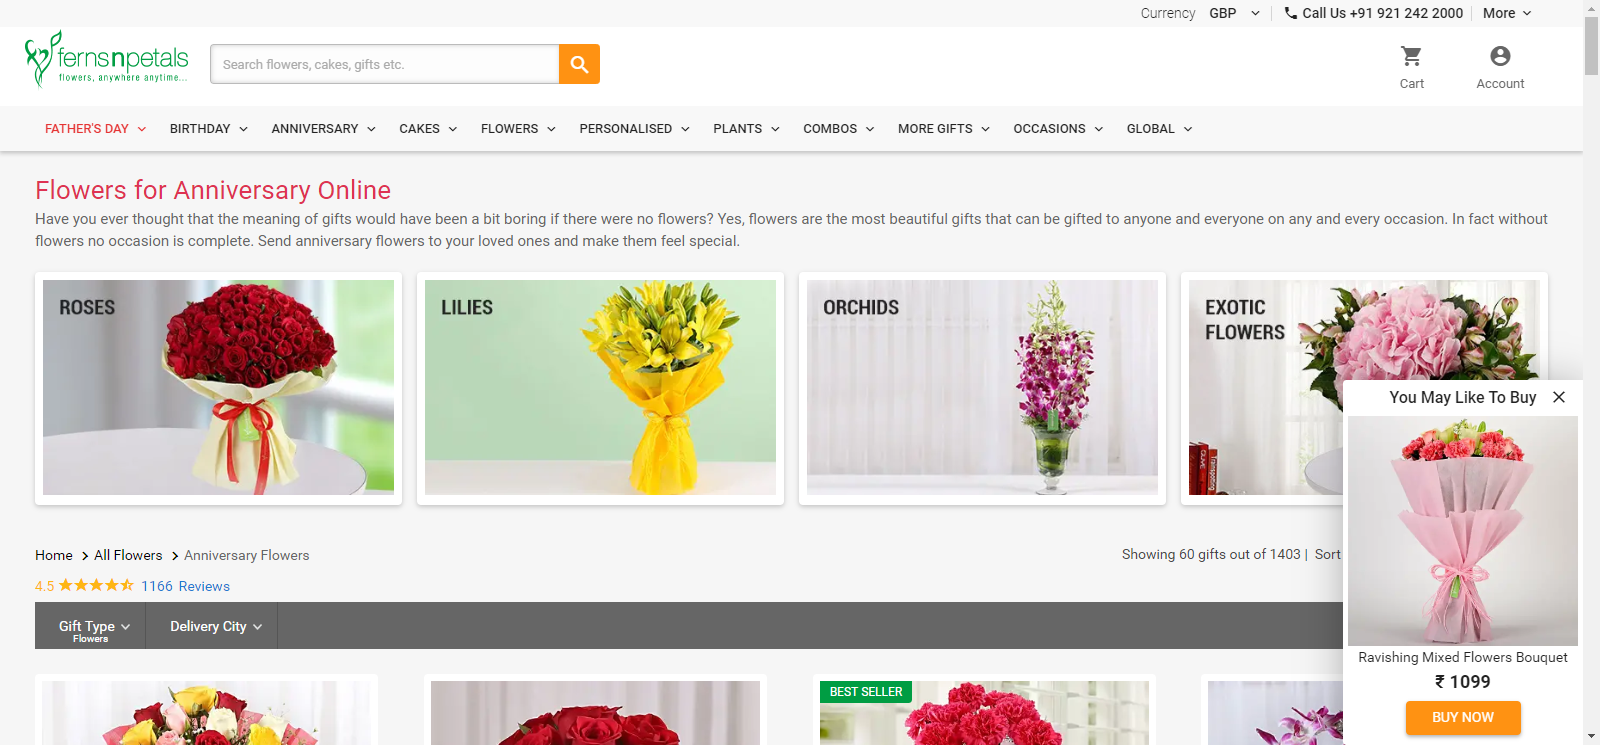 Currency GBP Call Us +91 921 242 2000 More
fernsnpetals
flowers, anywhere anytime...
Search flowers, cakes, gifts etc.
Cart Account
FATHER'S DAY BIRTHDAY ANNIVERSARY CAKES FLOWERS PERSONALISED PLANTS COMBOS MORE GIFTS OCCASIONS GLOBAL
Flowers for Anniversary Online
Have you ever thought that the meaning of gifts would have been a bit boring if there were no flowers? Yes, flowers are the most beautiful gifts that can be gifted to anyone and everyone on any and every occasion. In fact without
flowers no occasion is complete. Send anniversary flowers to your loved ones and make them feel special.
ROSES
LILIES
ORCHIDS
EXOTIC
FLOWERS
You May Like To Buy
Ravishing Mixed Flowers Bouquet
₹ 1099
BUY NOW
Home All Flowers Anniversary Flowers
Showing 60 gifts out of 1403 | Sort
4.5 1166 Reviews
Gift Type
Flowers
Delivery City
BEST SELLER